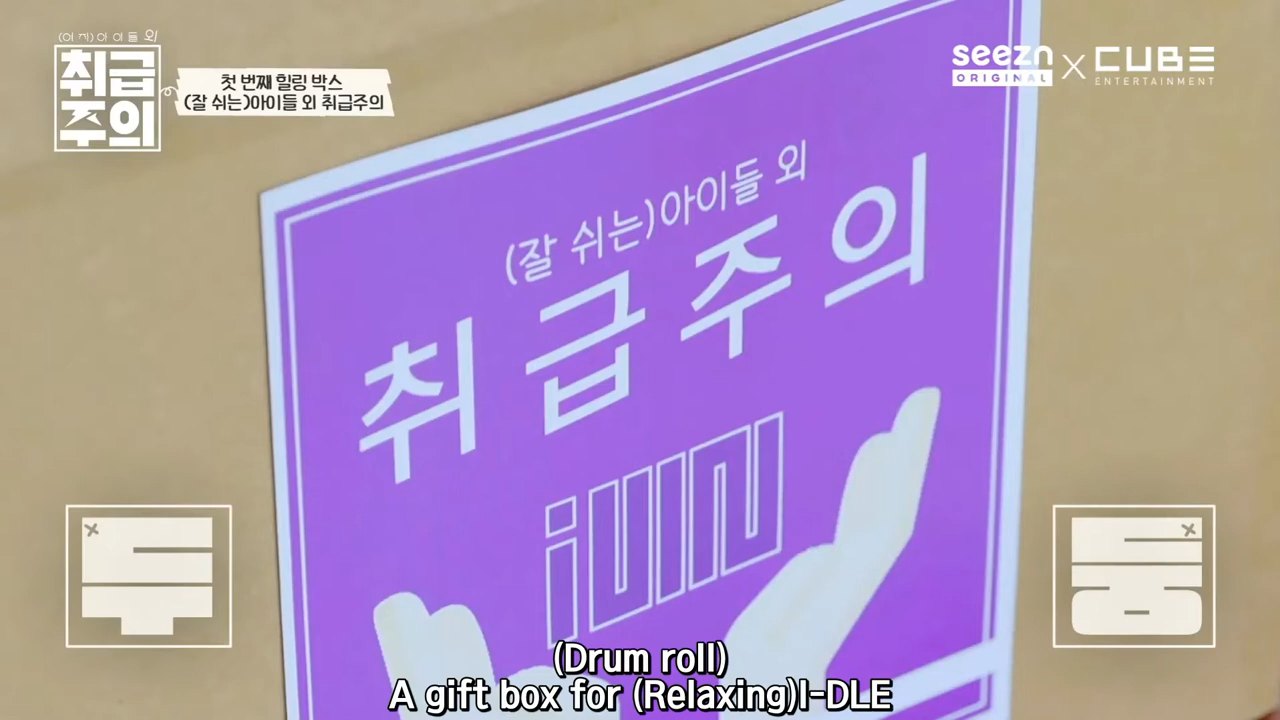 (여자)아이들 외
취급
주의
첫 번째 힐링 박스
(잘 쉬는)아이들 외 취급주의
seezn
ORIGINAL
X
CUBE
ENTERTAINMENT
(잘 쉬는)아이들 외
취급주의
두
둥
(Drum roll)
A gift box for (Relaxing)I-DLE